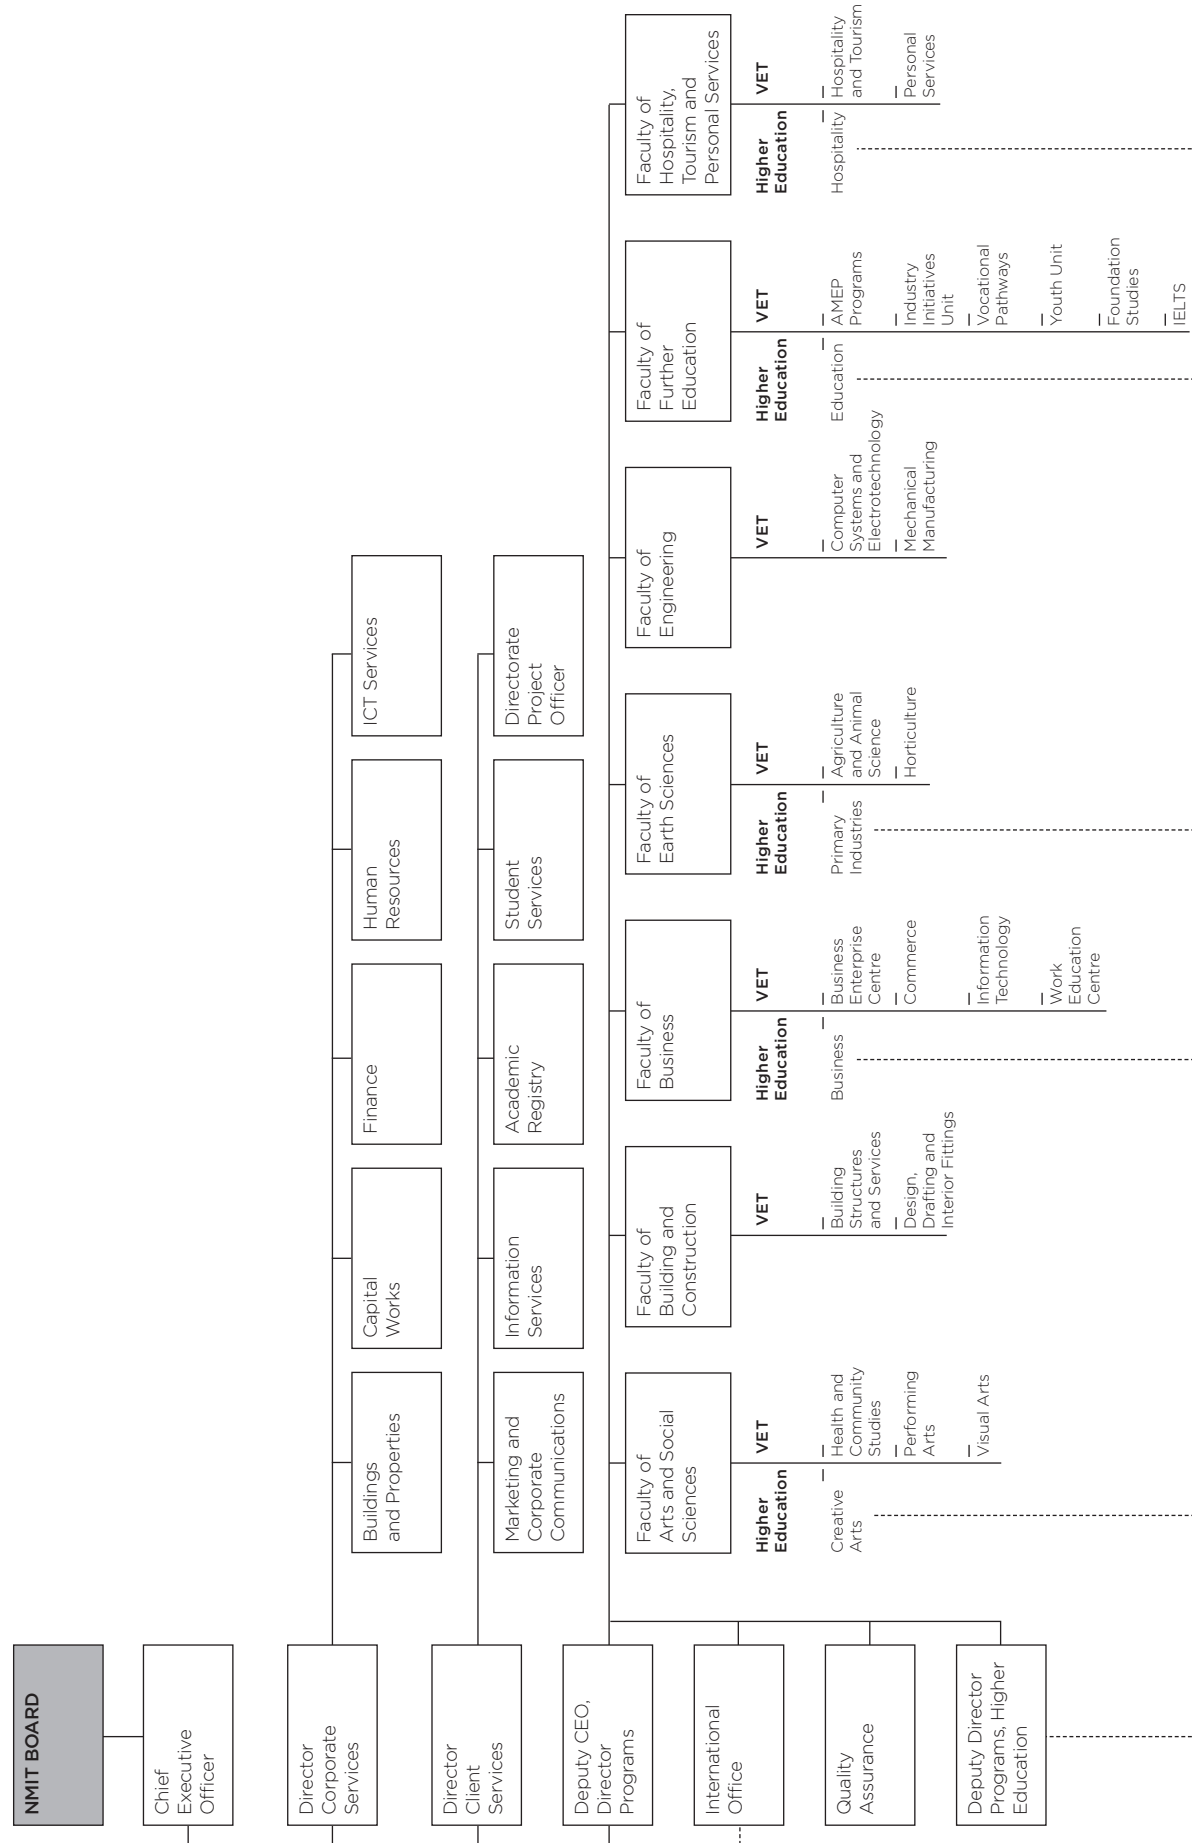 NMIT BOARD
Chief
Executive
Officer
Director
Corporate
Services
Buildings
and Properties
Capital
Works
Finance
Human
Resources
ICT Services
Director
Client
Services
Marketing and
Corporate
Communications
Information
Services
Academic
Registry
Student
Services
Directorate
Project
Officer
Deputy CEO,
Director
Programs
International
Office
Quality
Assurance
Deputy Director
Programs, Higher
Education
Faculty of
Arts and Social
Sciences
Higher
Education
Creative
Arts
VET
Health and
Community
Studies
Performing
Arts
Visual Arts
Faculty of
Building and
Construction
VET
Building
Structures
and Services
Design,
Drafting and
Interior Fittings
Faculty of
Business
Higher
Education
Business
VET
Business
Enterprise
Centre
Commerce
Information
Technology
Work
Education
Centre
Faculty of
Earth Sciences
Higher
Education
Primary
Industries
VET
Agriculture
and Animal
Science
Horticulture
Faculty of
Engineering
VET
Computer
Systems and
Electrotechnology
Mechanical
Manufacturing
Faculty of
Further
Education
Higher
Education
Education
VET
AMEP
Programs
Industry
Initiatives
Unit
Vocational
Pathways
Youth Unit
Foundation
Studies
IELTS
Faculty of
Hospitality,
Tourism and
Personal Services
Higher
Education
Hospitality
VET
Hospitality
and Tourism
Personal
Services